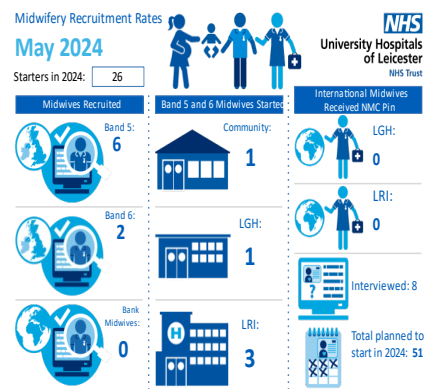 Midwifery Recruitment Rates
May 2024
Starters in 2024: 26
NHS
University Hospitals
of Leicester
NHS Trust
Midwives Recruited
Band 5:
6
Band 6:
2
Bank
Midwives:
0
Band 5 and 6 Midwives Started
Community:
1
LGH:
1
H
LRI:
3
International Midwives
Received NMC Pin
LGH:
0
LRI:
0
?
Interviewed: 8
Total planned to
start in 2024: 51